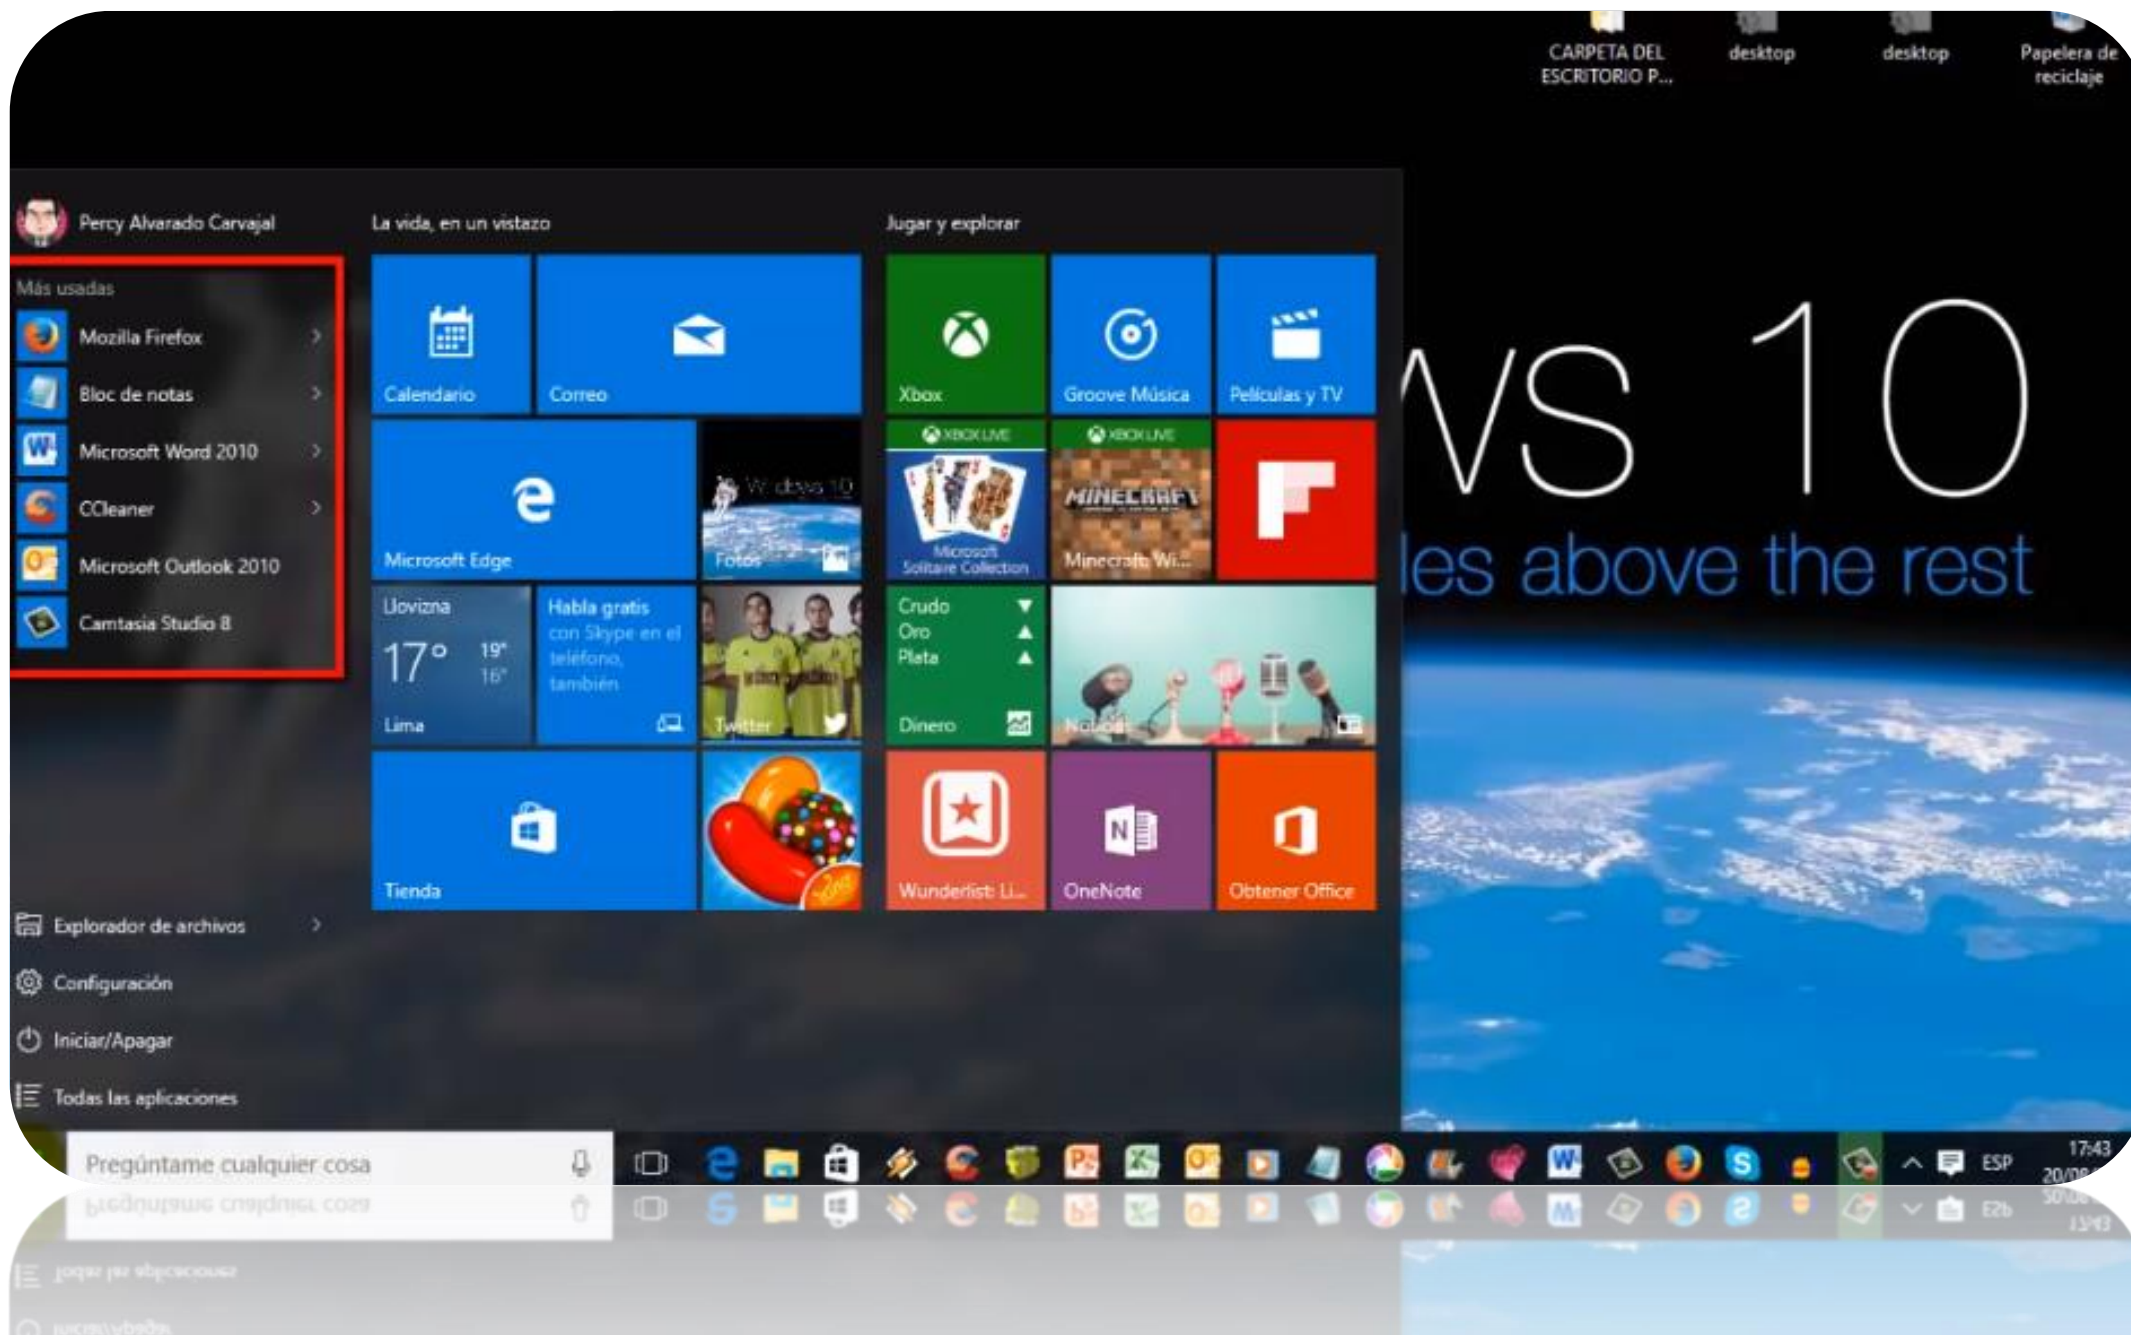 CARPETA DEL
ESCRITORIO P...
desktop
desktop
Papelera de
reciclaje
Percy Alvarado Carvajal
Más usadas
Mozilla Firefox
Bloc de notas
Microsoft Word 2010
CCleaner
Microsoft Outlook 2010
Camtasia Studio 8
Explorador de archivos
Configuración
Iniciar/Apagar
Todas las aplicaciones
La vida, en un vistazo
Calendario
Correo
Microsoft Edge
Fotos
Llovizna
17°
19°
16°
Lima
Habla gratis
con Skype en el
teléfono,
también
Twitter
Tienda
Jugar y explorar
Xbox
Groove Música
Películas y TV
XBOX LIVE
Microsoft
Solitaire Collection
XBOX LIVE
MINECRAFT
Minecraft: Wi...
Crudo
Oro
Plata
Dinero
Noticias
Wunderlist: Li...
OneNote
Obtener Office
ws 10
les above the rest
Pregúntame cualquier cosa
ESP
17:43
20/08/